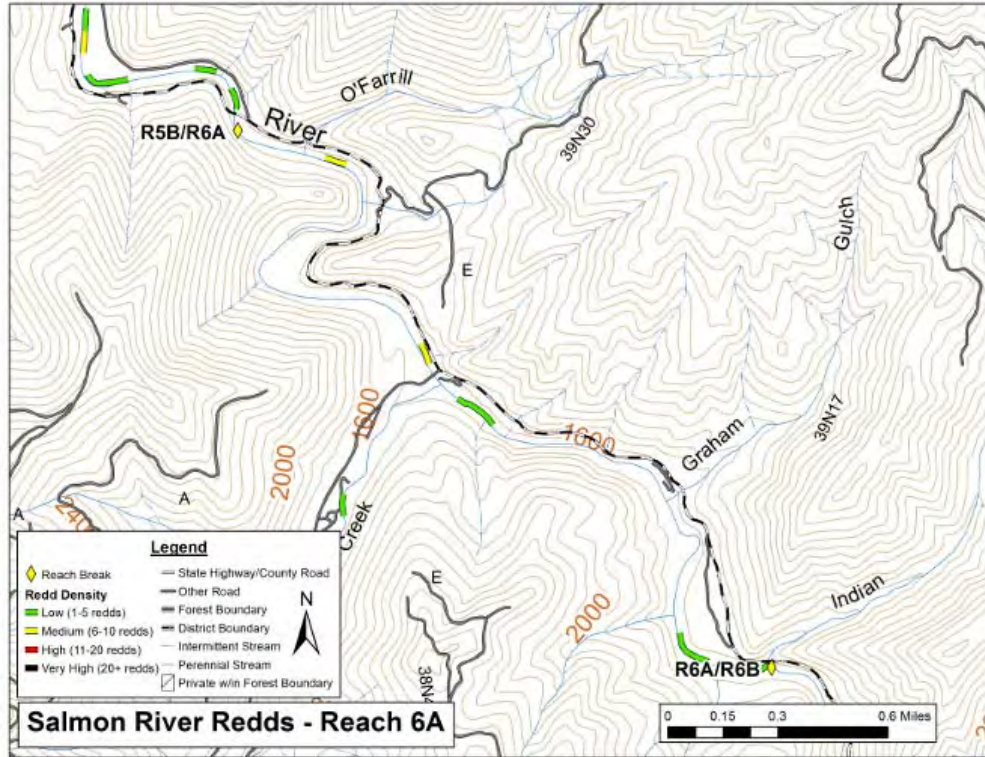 O'Farrill
River
R5B/R6A
39N30
Gulch
E
1600
2000
1600
Graham
39N17
A
A
Creek
E
Indian
2000
R6A/R6B
Legend
Reach Break
Redd Density
Low (1-5 redds)
Medium (6-10 redds)
High (11-20 redds)
Very High (20+ redds)
State Highway/County Road
Other Road
Forest Boundary
District Boundary
Intermittent Stream
Perennial Stream
Private w/in Forest Boundary
N
Salmon River Redds - Reach 6A
0 0.15 0.3 0.6 Miles